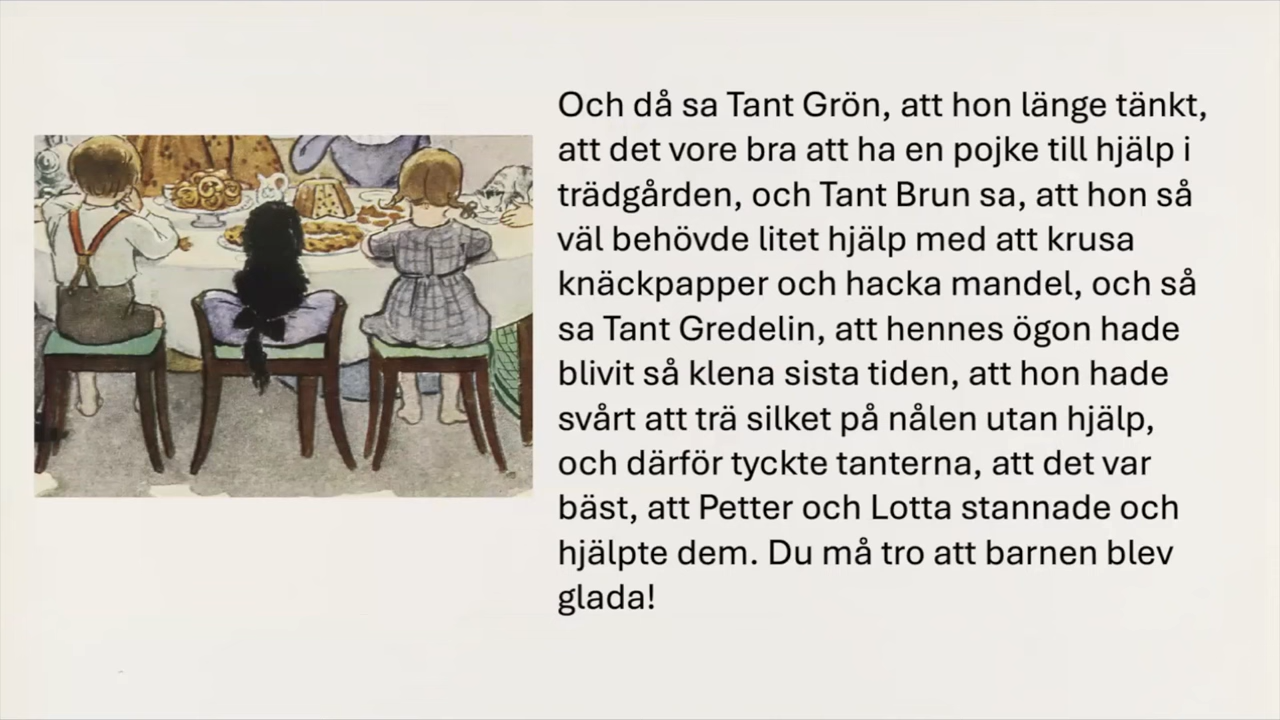 Och då sa Tant Grön, att hon länge tänkt,
att det vore bra att ha en pojke till hjälp i
trädgården, och Tant Brun sa, att hon så
väl behövde litet hjälp med att krusa
knäckpapper och hacka mandel, och så
sa Tant Gredelin, att hennes ögon hade
blivit så klena sista tiden, att hon hade
svårt att trä silket på nålen utan hjälp,
och därför tyckte tanterna, att det var
bäst, att Petter och Lotta stannade och
hjälpte dem. Du må tro att barnen blev
glada!